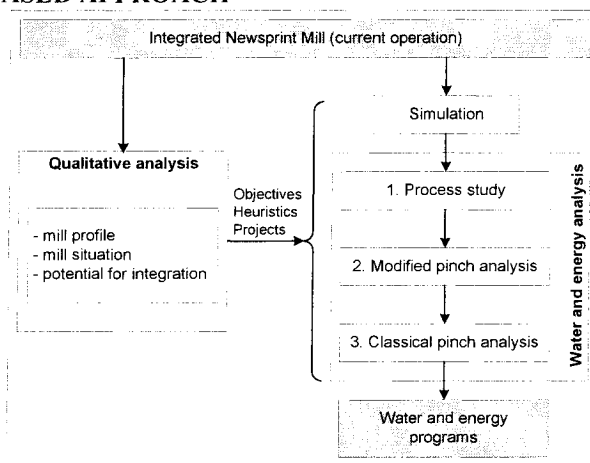 ASED APPROACH
Integrated Newsprint Mill (current operation)
Simulation
Qualitative analysis
- mill profile
- mill situation
- potential for integration
Objectives
Heuristics
Projects
1. Process study
2. Modified pinch analysis
3. Classical pinch analysis
Water and energy analysis
Water and energy
programs